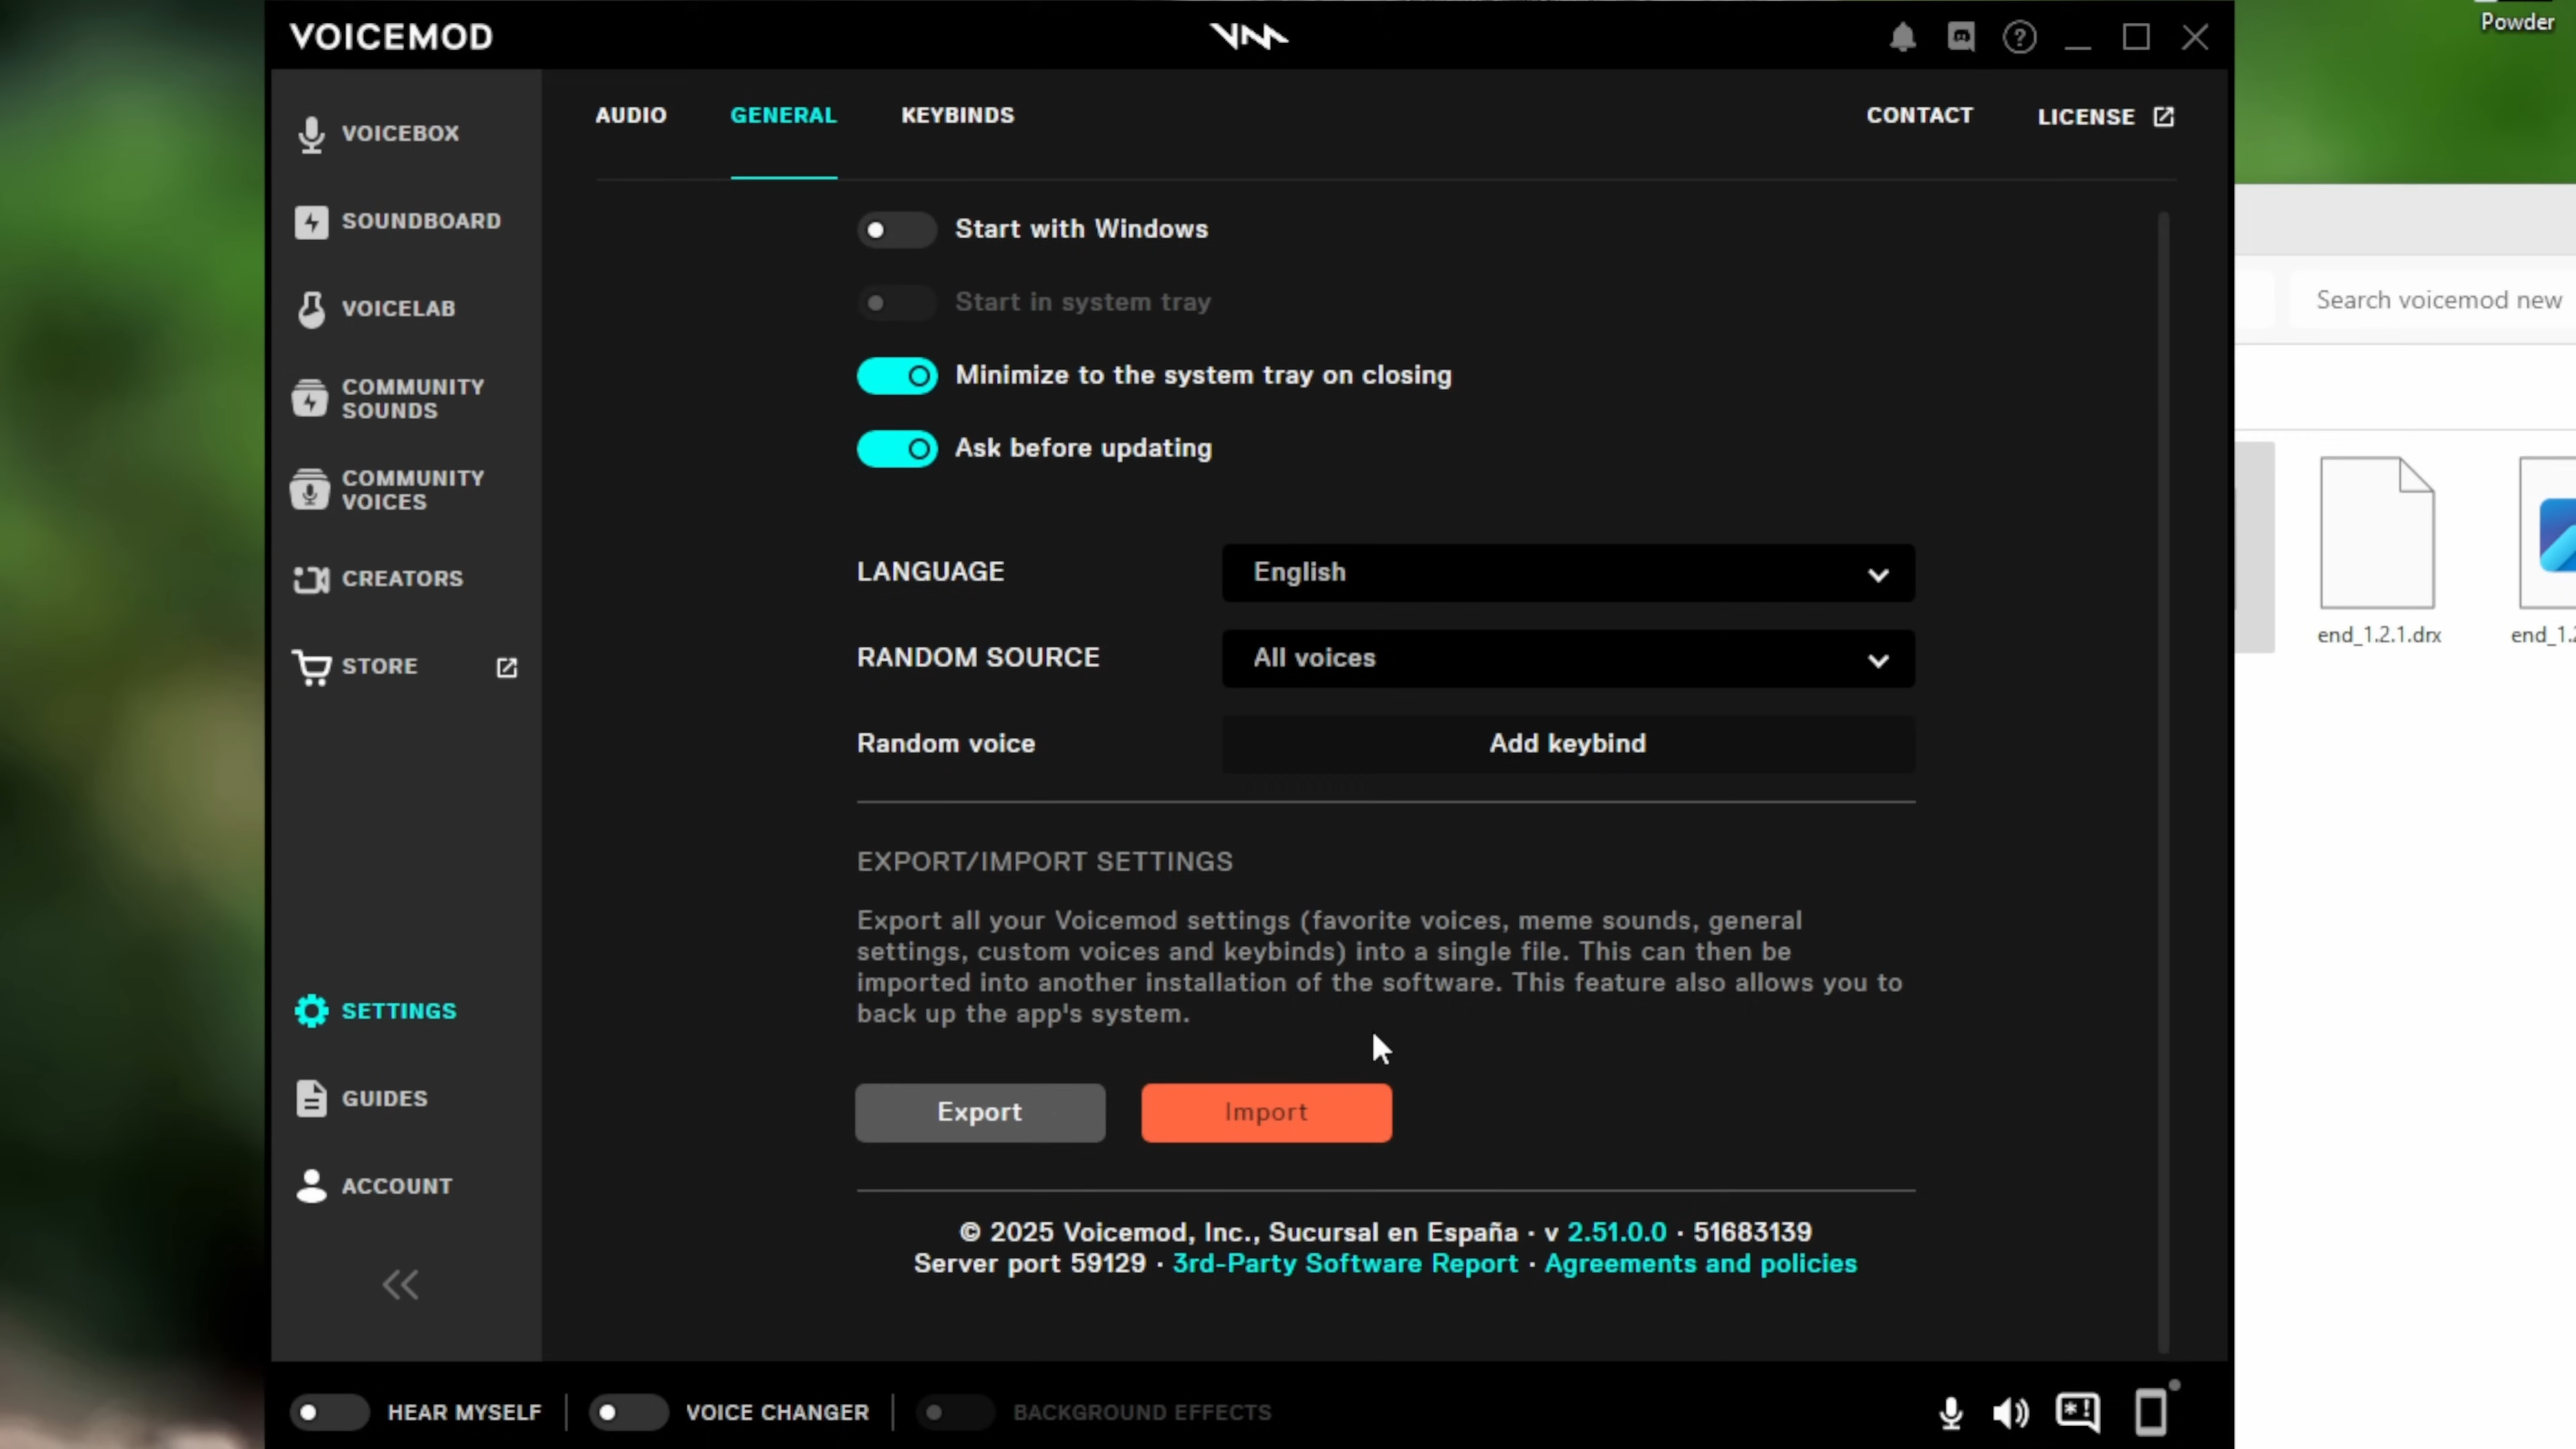 Powder
VOICEMOD
AUDIO
GENERAL
KEYBINDS
CONTACT
LICENSE
VOICEBOX
SOUNDBOARD
VOICELAB
COMMUNITY
SOUNDS
COMMUNITY
VOICES
CREATORS
STORE
SETTINGS
GUIDES
ACCOUNT
Start with Windows
Start in system tray
Minimize to the system tray on closing
Ask before updating
LANGUAGE
English
RANDOM SOURCE
All voices
Random voice
Add keybind
EXPORT/IMPORT SETTINGS
Export all your Voicemod settings (favorite voices, meme sounds, general
settings, custom voices and keybinds) into a single file. This can then be
imported into another installation of the software. This feature also allows you to
back up the app's system.
Export
Import
© 2025 Voicemod, Inc., Sucursal en España · v 2.51.0.0 · 51683139
Server port 59129 · 3rd-Party Software Report · Agreements and policies
HEAR MYSELF
VOICE CHANGER
BACKGROUND EFFECTS
Search voicemod new
end_1.2.1.drx